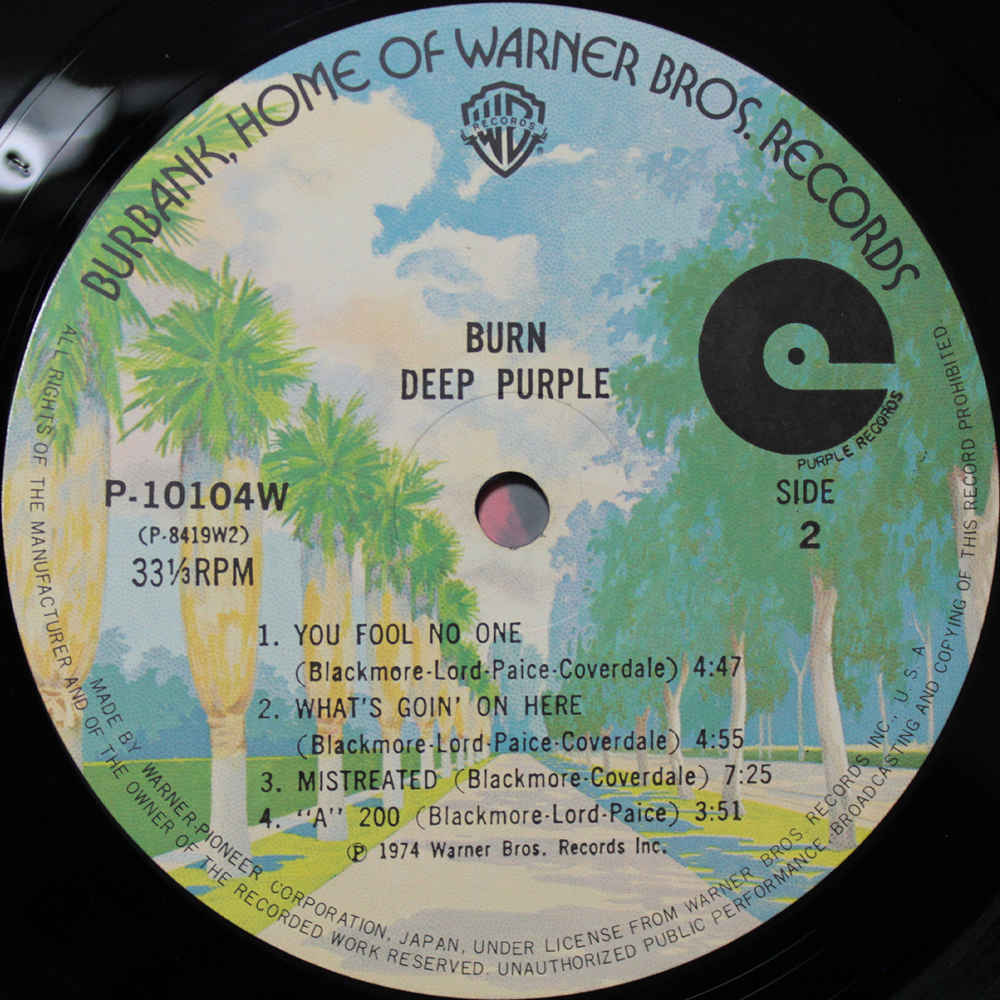 BURBANK, HOME OF WARNER BROS. RECORDS
RECORDS
®
BURN
DEEP PURPLE
PURPLE RECORDS
P-10104W
(P-8419W2)
33⅓RPM
SIDE
2
1. YOU FOOL NO ONE
(Blackmore-Lord-Paice-Coverdale) 4:47
2. WHAT'S GOIN' ON HERE
(Blackmore-Lord-Paice-Coverdale) 4:55
3. MISTREATED (Blackmore-Coverdale) 7:25
4. "A" 200 (Blackmore-Lord-Paice) 3:51
Ⓟ 1974 Warner Bros. Records Inc.
MADE BY WARNER-PIONEER CORPORATION, JAPAN, UNDER LICENSE FROM WARNER BROS. RECORDS INC., U. S. A
ALL RIGHTS OF THE MANUFACTURER AND OF THE OWNER OF THE RECORDED WORK RESERVED. UNAUTHORIZED PUBLIC PERFORMANCE, BROADCASTING AND COPYING OF THIS RECORD PROHIBITED.